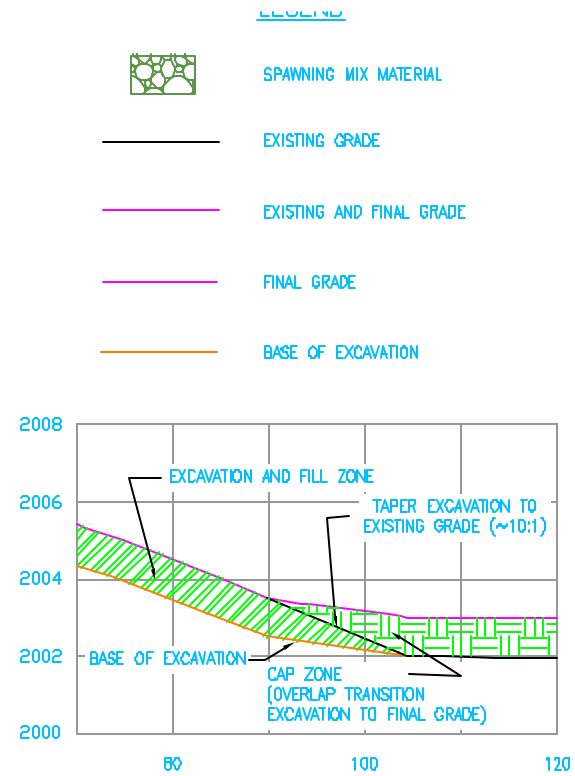 LEGEND
SPAWNING MIX MATERIAL
EXISTING GRADE
EXISTING AND FINAL GRADE
FINAL GRADE
BASE OF EXCAVATION
2008
EXCAVATION AND FILL ZONE
2006
TAPER EXCAVATION TO
EXISTING GRADE (~10:1)
2004
2002
BASE OF EXCAVATION
CAP ZONE
(OVERLAP TRANSITION
EXCAVATION TO FINAL GRADE)
2000
80
100
120